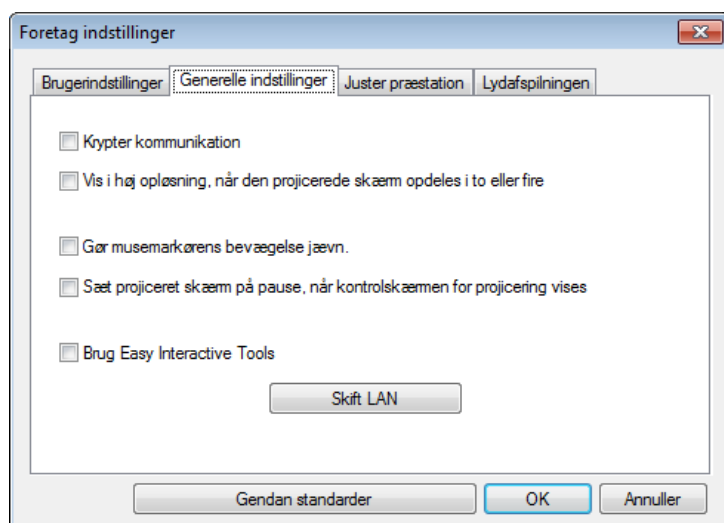 Foretag indstillinger
Brugerindstillinger Generelle indstillinger Juster præstation Lydafspilningen
Krypter kommunikation
Vis i høj opløsning, når den projicerede skærm opdeles i to eller fire
Gør musemarkørens bevægelse jævn.
Sæt projiceret skærm på pause, når kontrolskærmen for projicering vises
Brug Easy Interactive Tools
Skift LAN
Gendan standarder OK Annuller